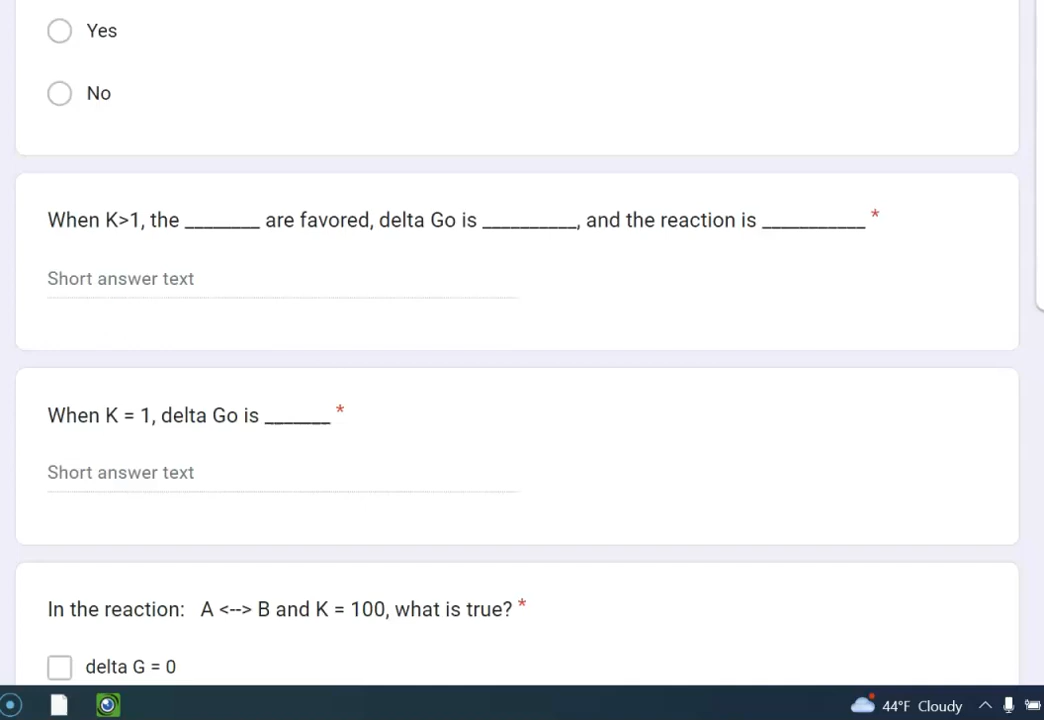 Yes
No
When K>1, the ________ are favored, delta Go is __________, and the reaction is ___________ *
Short answer text
When K = 1, delta Go is _______ *
Short answer text
In the reaction: A <--> B and K = 100, what is true? *
delta G = 0
44°F Cloudy